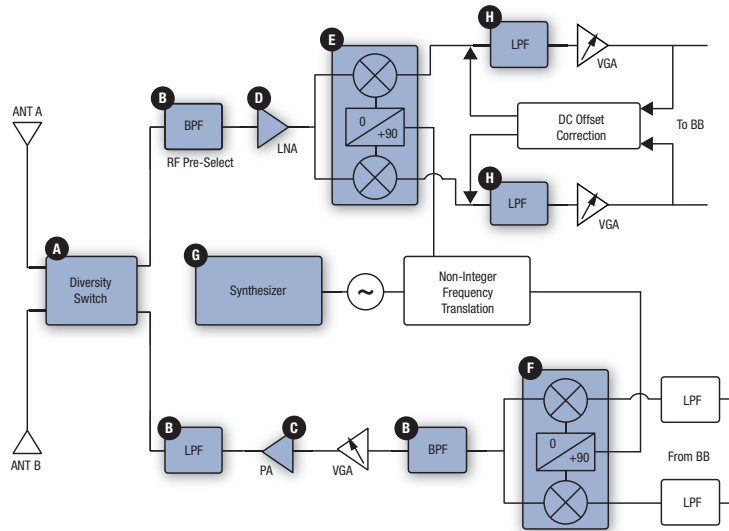 H
LPF
VGA
E
B
D
ANT A
BPF
LNA
RF Pre-Select
0
+90
DC Offset
Correction
To BB
H
LPF
VGA
A
Diversity
Switch
G
Synthesizer
~
Non-Integer
Frequency
Translation
F
B
LPF
C
PA
VGA
B
BPF
0
+90
LPF
From BB
LPF
ANT B